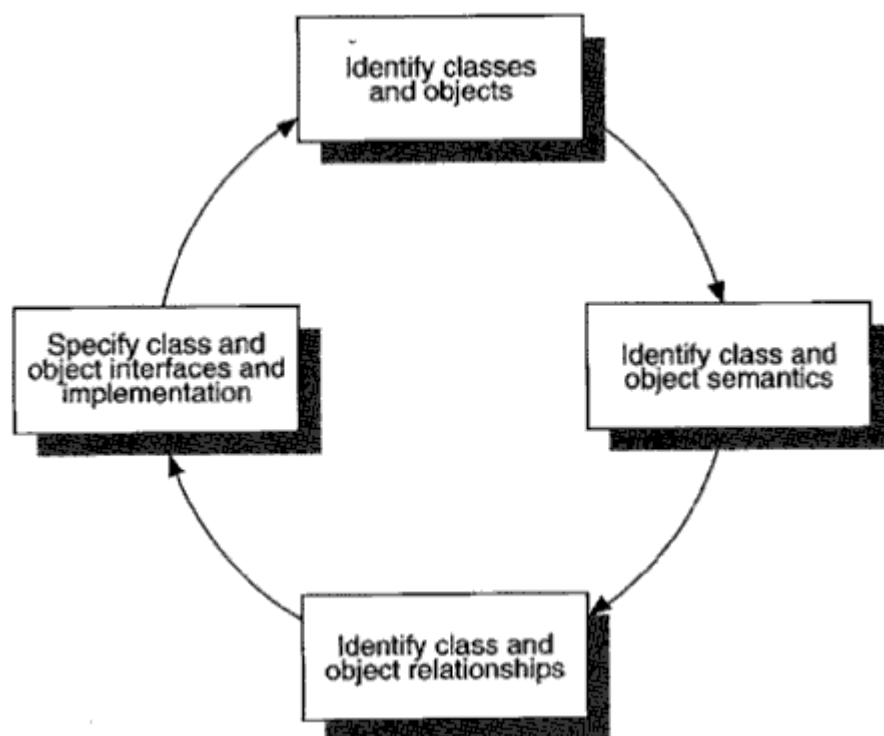 Identify classes
and objects
Specify class and
object interfaces and
implementation
Identify class and
object semantics
Identify class and
object relationships